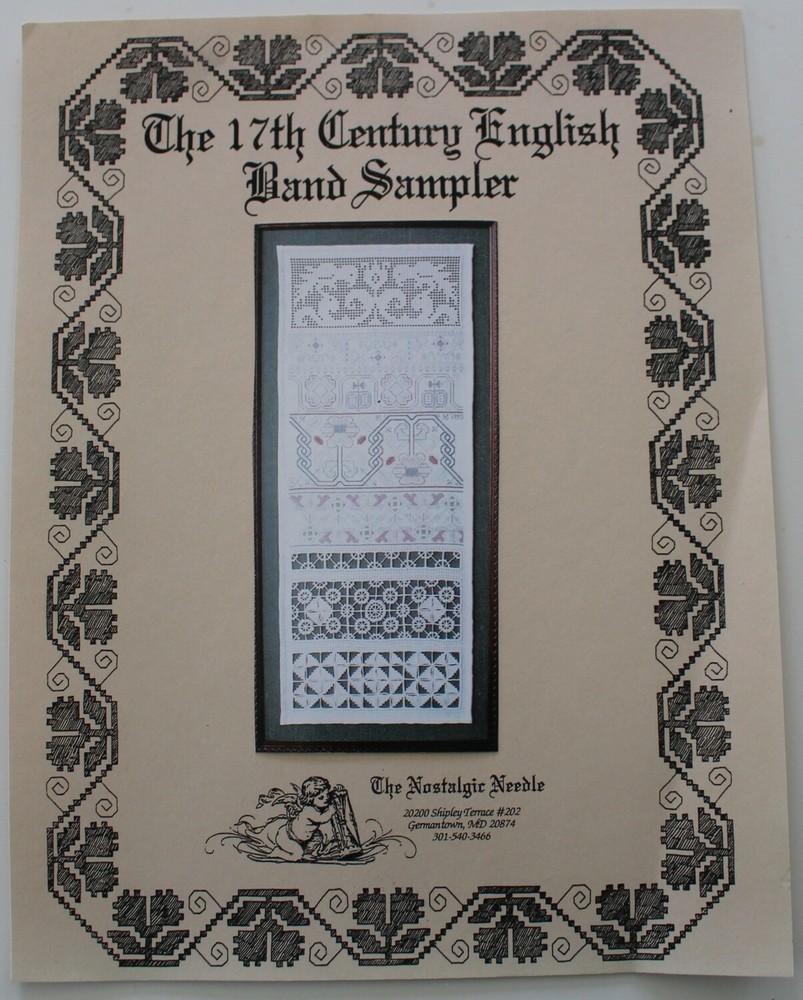 The 17th Century English
Band Sampler
The Nostalgic Needle
20200 Shipley Terrace #202
Germantown, MD 20874
301-540-3466